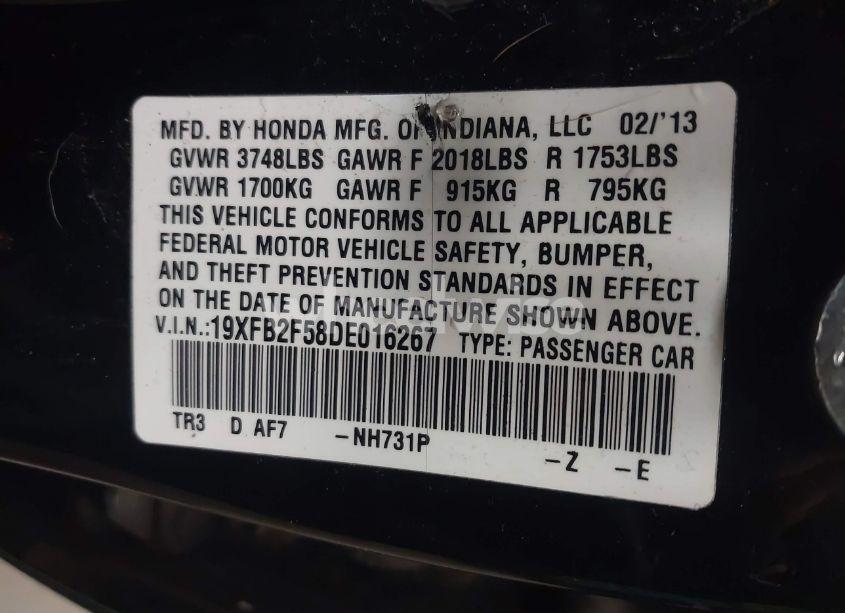 MFD. BY HONDA MFG. OF INDIANA, LLC 02/'13
GVWR 3748LBS GAWR F 2018LBS R 1753LBS
GVWR 1700KG GAWR F 915KG R 795KG
THIS VEHICLE CONFORMS TO ALL APPLICABLE
FEDERAL MOTOR VEHICLE SAFETY, BUMPER,
AND THEFT PREVENTION STANDARDS IN EFFECT
ON THE DATE OF MANUFACTURE SHOWN ABOVE.
V.I.N.:19XFB2F58DE016267 TYPE: PASSENGER CAR
TR3 D AF7 -NH731P -Z -E